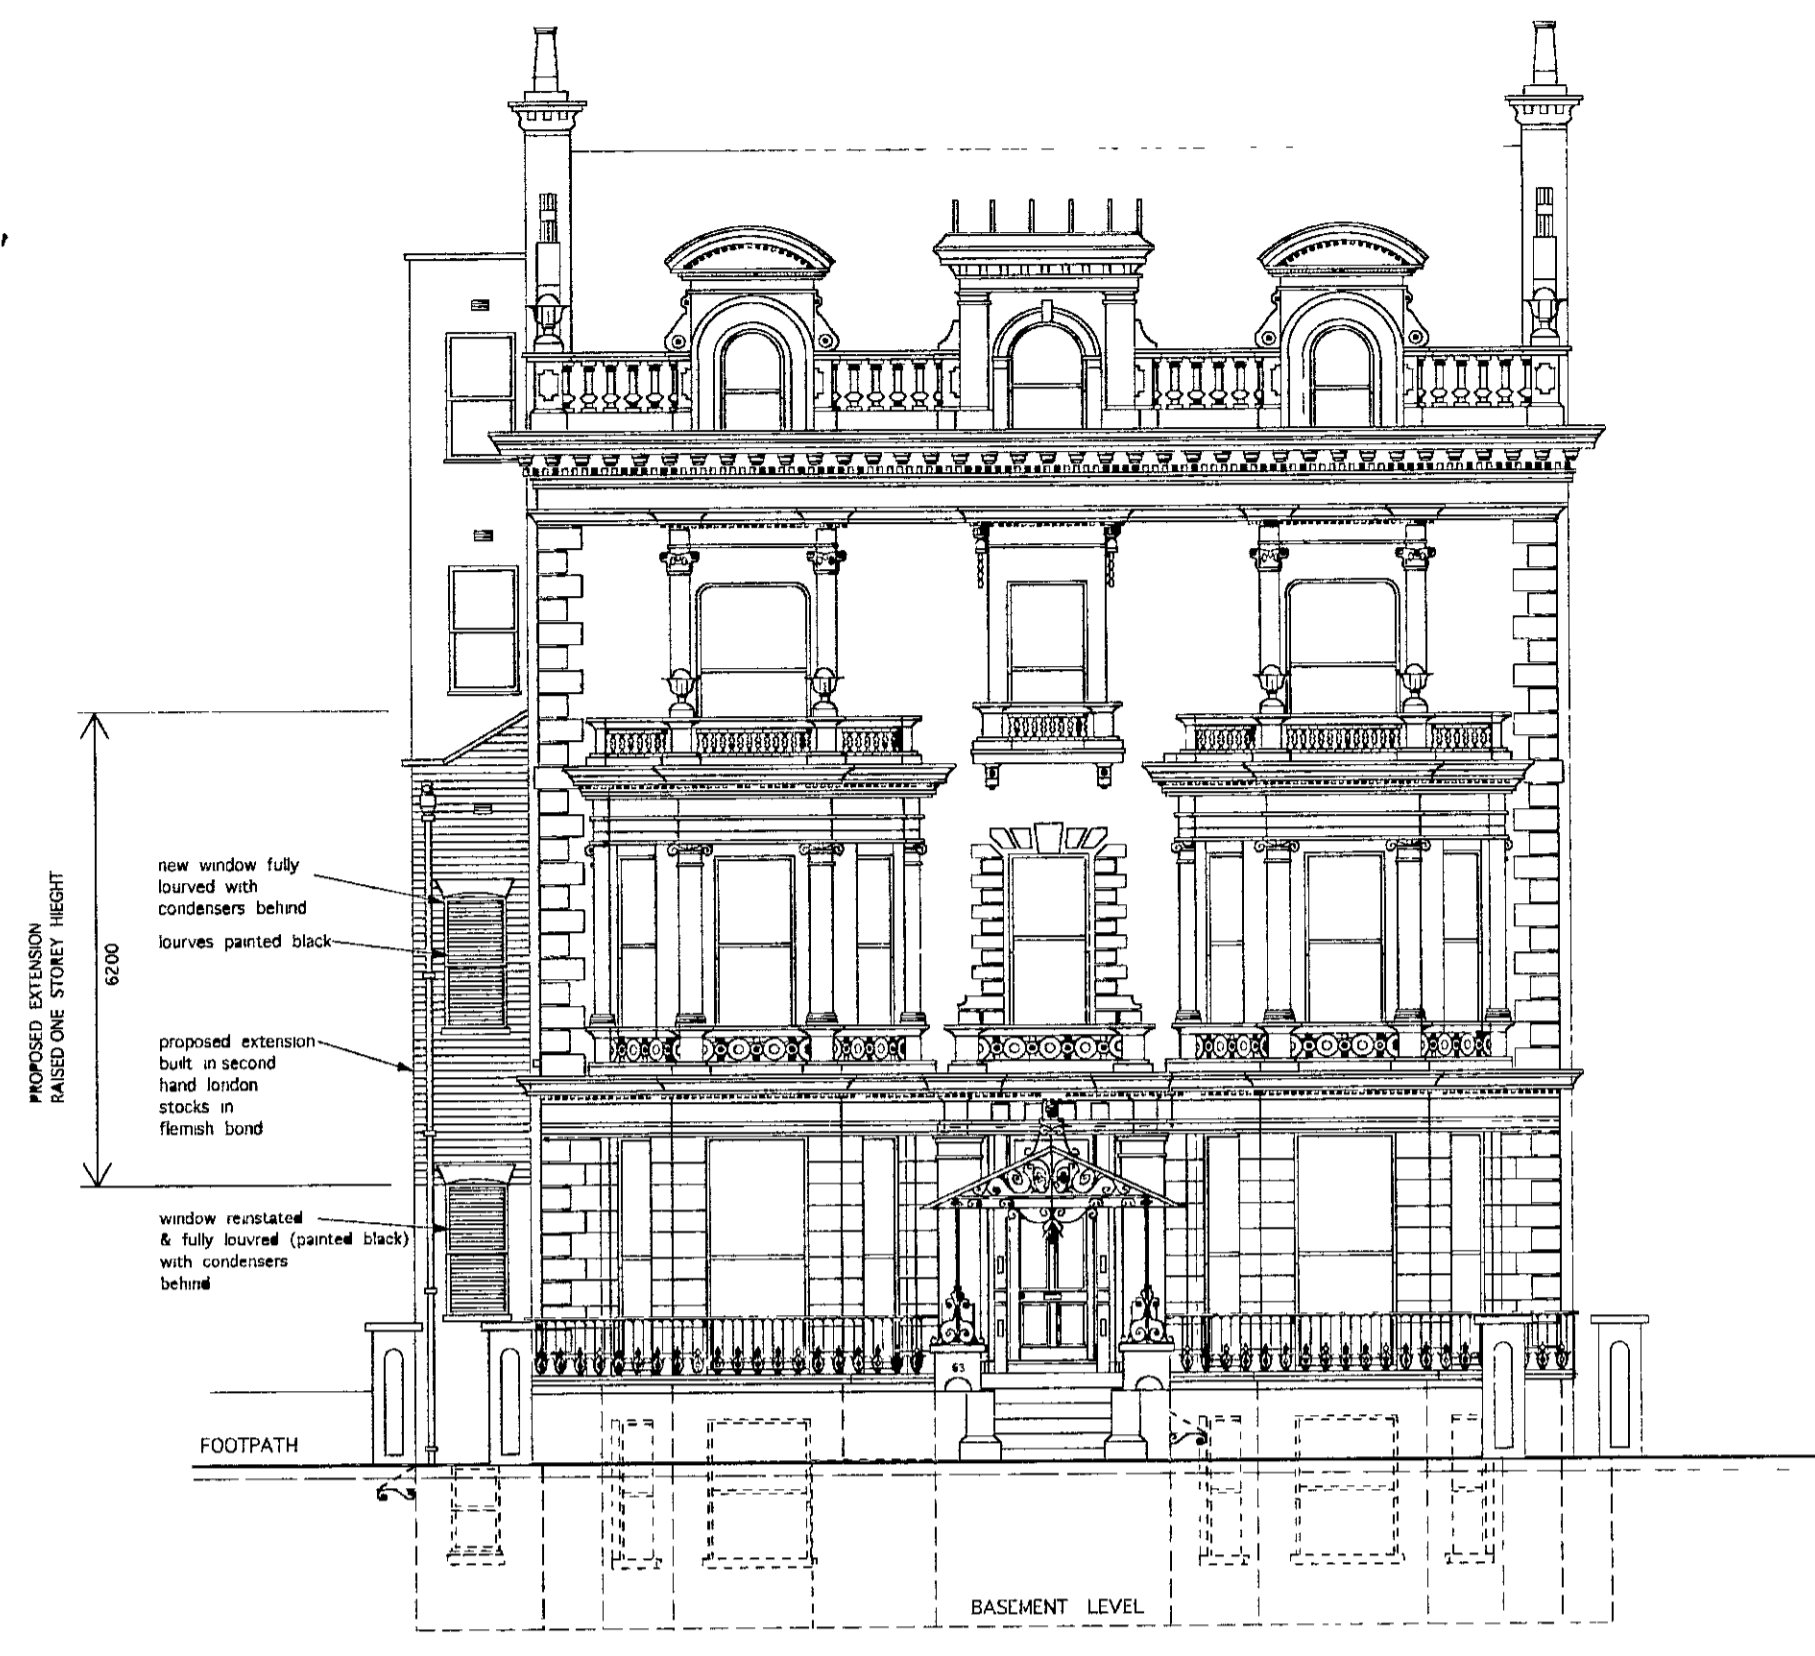 new window fully
lourved with
condensers behind
lourves painted black
PROPOSED EXTENSION
RAISED ONE STOREY HIEGHT
6200
proposed extension
built in second
hand london
stocks in
flemish bond
window reinstated
& fully louvred (painted black)
with condensers
behind
63
FOOTPATH
BASEMENT LEVEL